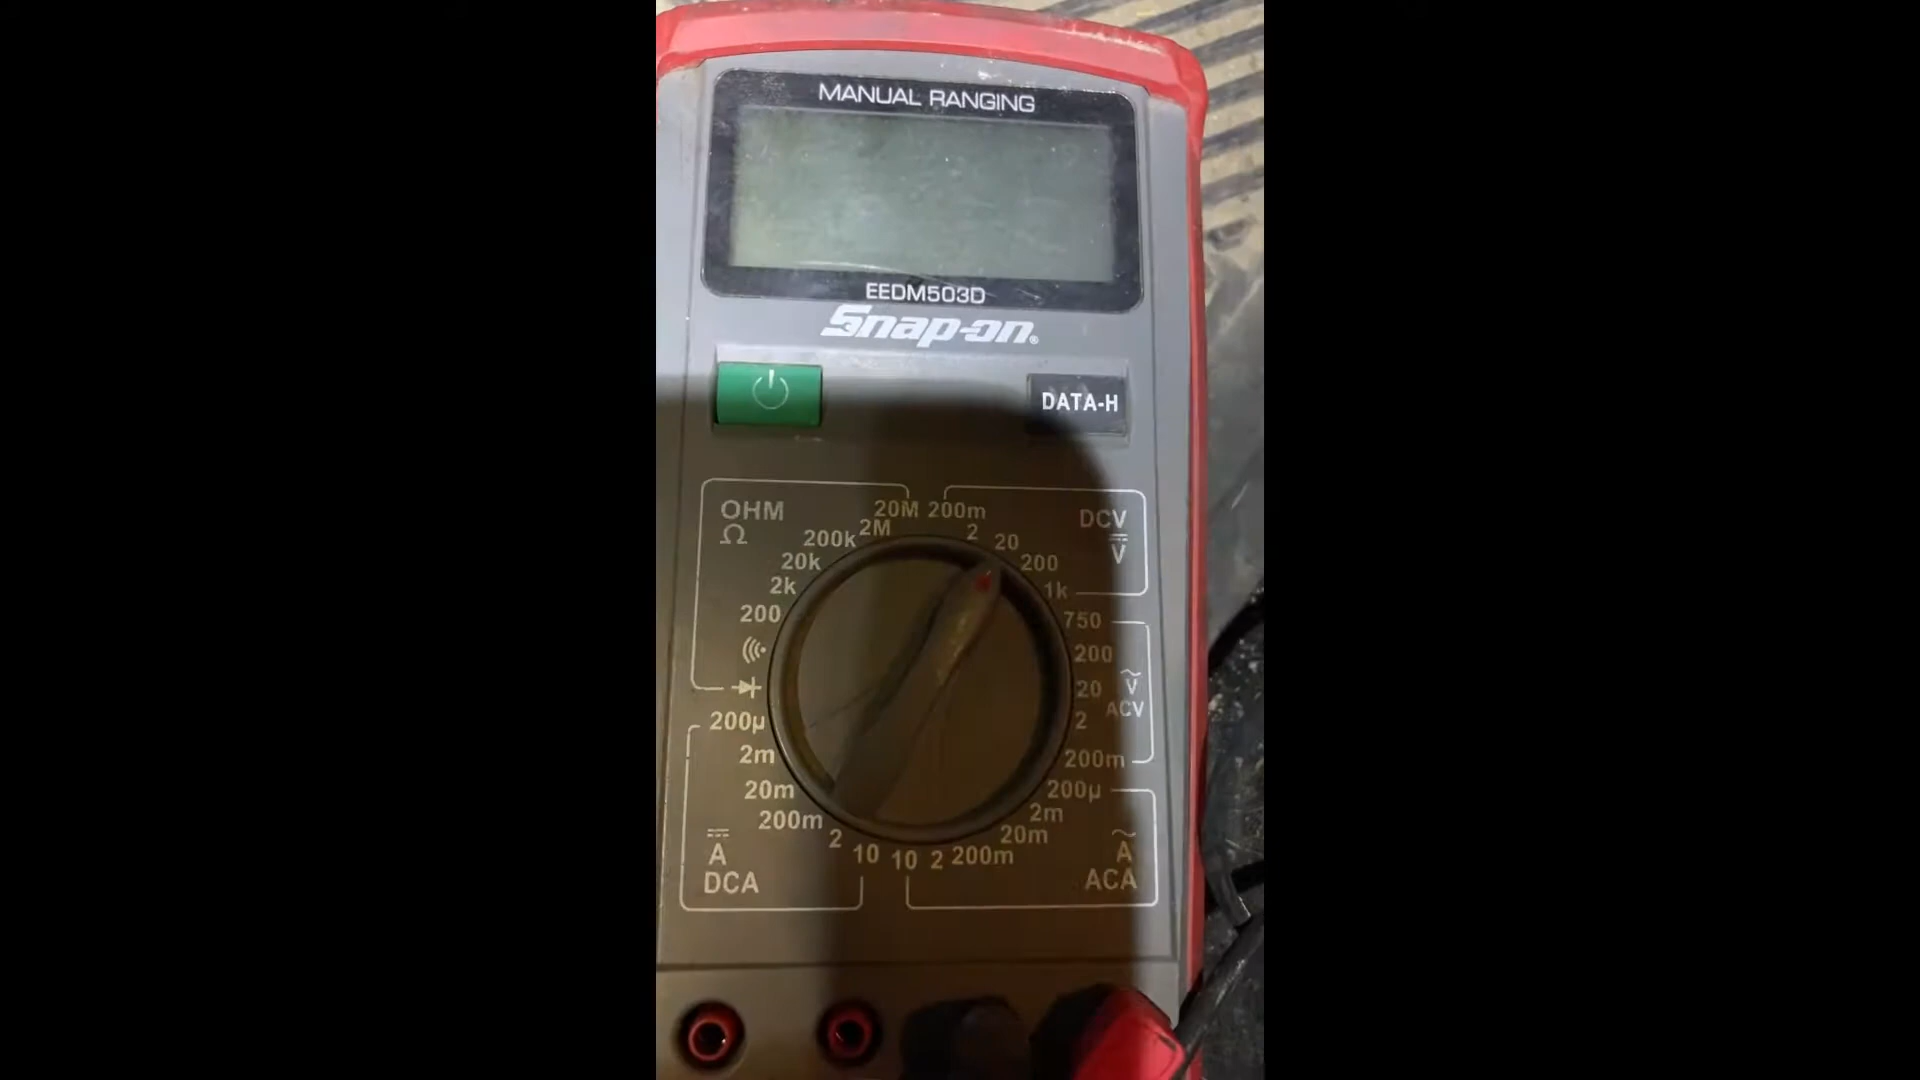 MANUAL RANGING
EEDM503D
Snap-on®
DATA-H
OHM
Ω
20M
2M
200k
20k
2k
200
DCV
V
200m
2
20
200
1k
750
200
20
2
200m
V
ACV
200µ
2m
20m
200m
2
10
A
DCA
200µ
2m
20m
200m
2
10
A
ACA